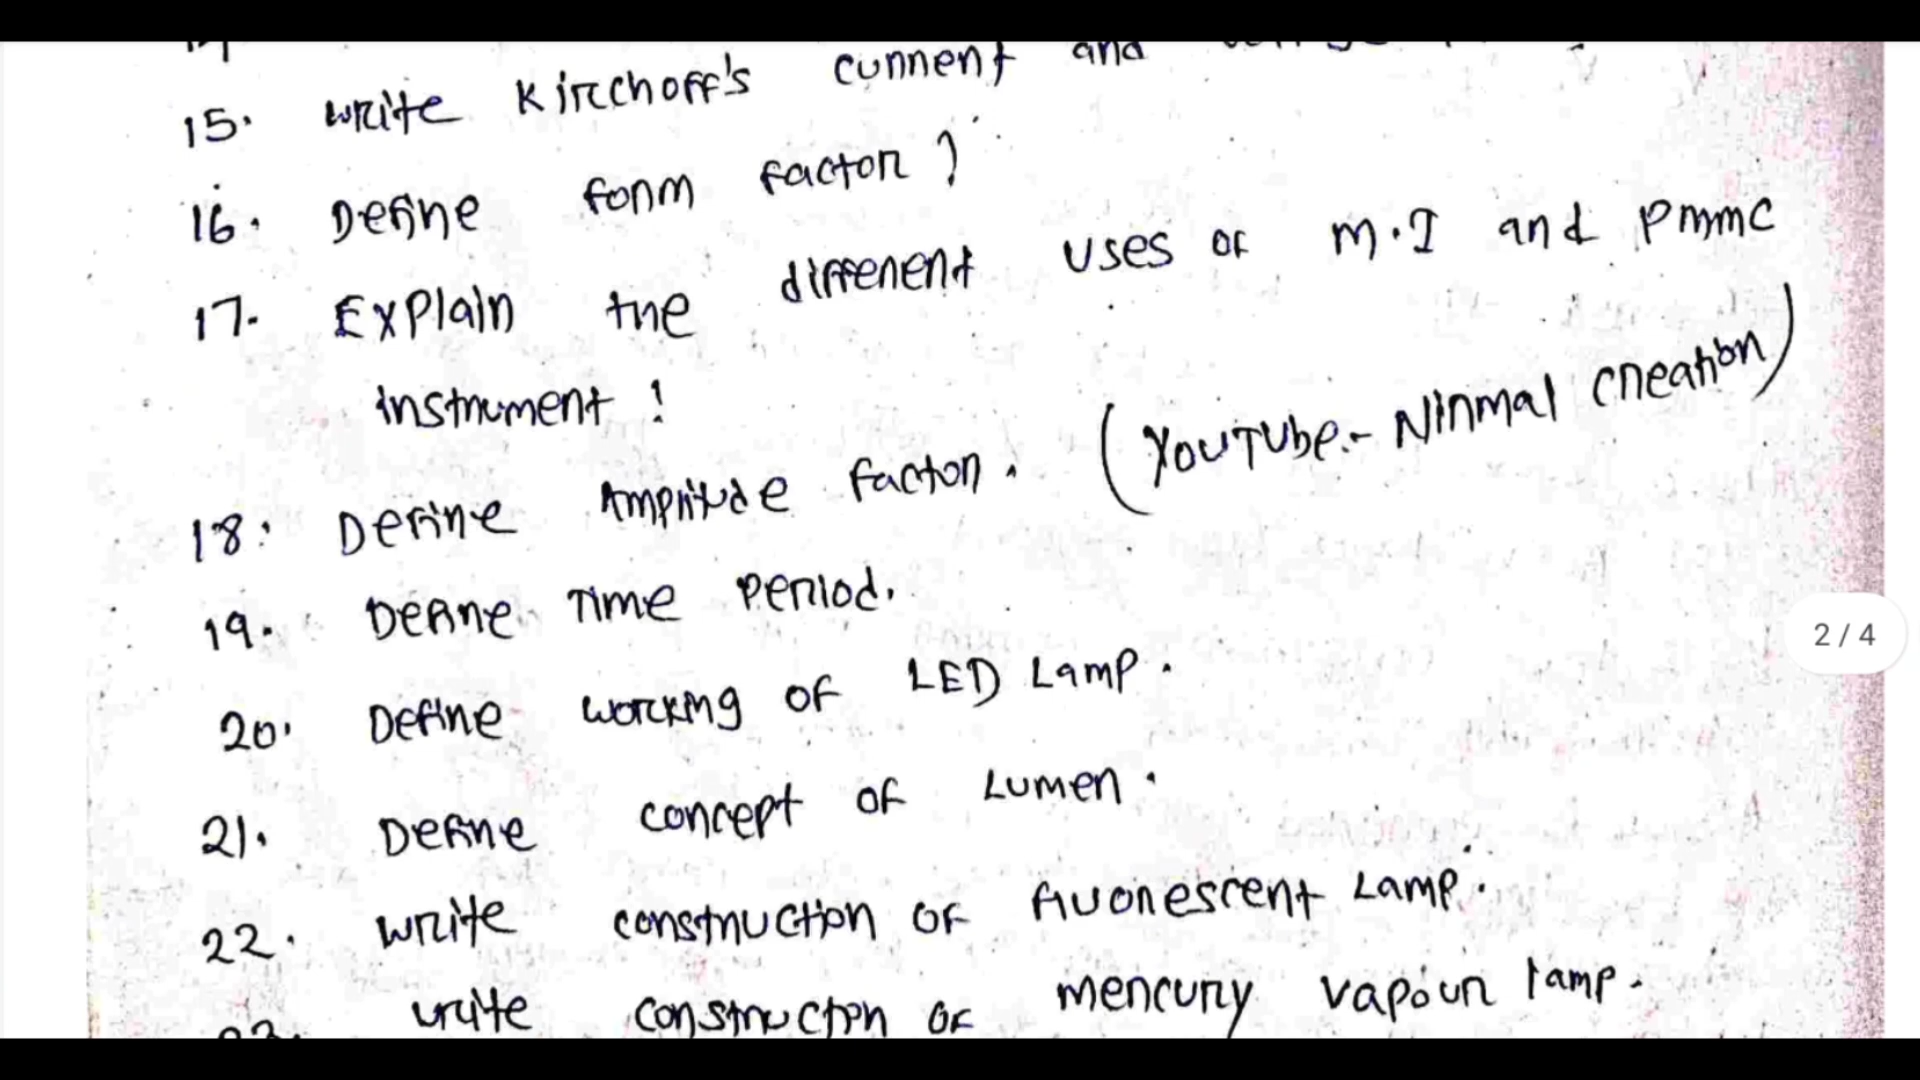 15. write Kirchoff's current and
16. Define form factor?
17. Explain the different uses of M.I and PMMC
instrument!
18. Define Amplitude factor. (YouTube:- Nirmal Creation)
19. Define Time Period.
20. Define working of LED Lamp.
21. Define concept of Lumen.
22. write construction of fluorescent Lamp.
23. write construction of mercury vapour lamp.
2 / 4